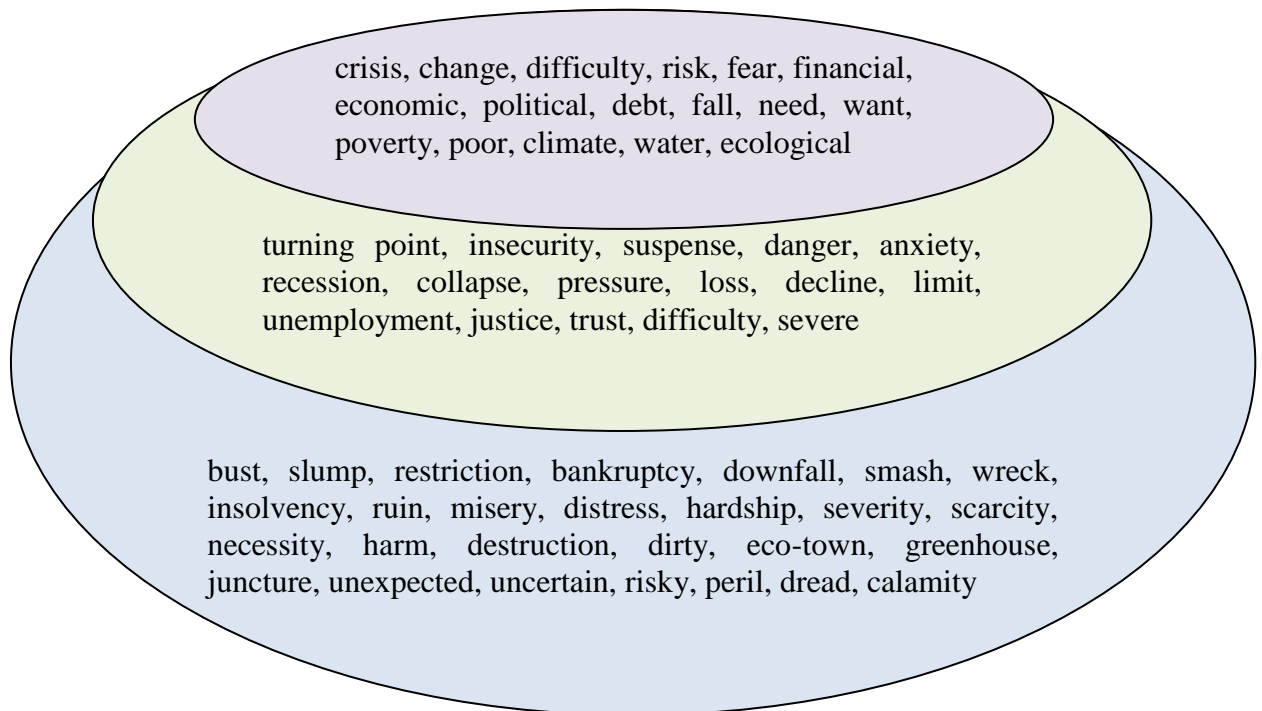 crisis, change, difficulty, risk, fear, financial,
economic, political, debt, fall, need, want,
poverty, poor, climate, water, ecological
turning point, insecurity, suspense, danger, anxiety,
recession, collapse, pressure, loss, decline, limit,
unemployment, justice, trust, difficulty, severe
bust, slump, restriction, bankruptcy, downfall, smash, wreck,
insolvency, ruin, misery, distress, hardship, severity, scarcity,
necessity, harm, destruction, dirty, eco-town, greenhouse,
juncture, unexpected, uncertain, risky, peril, dread, calamity